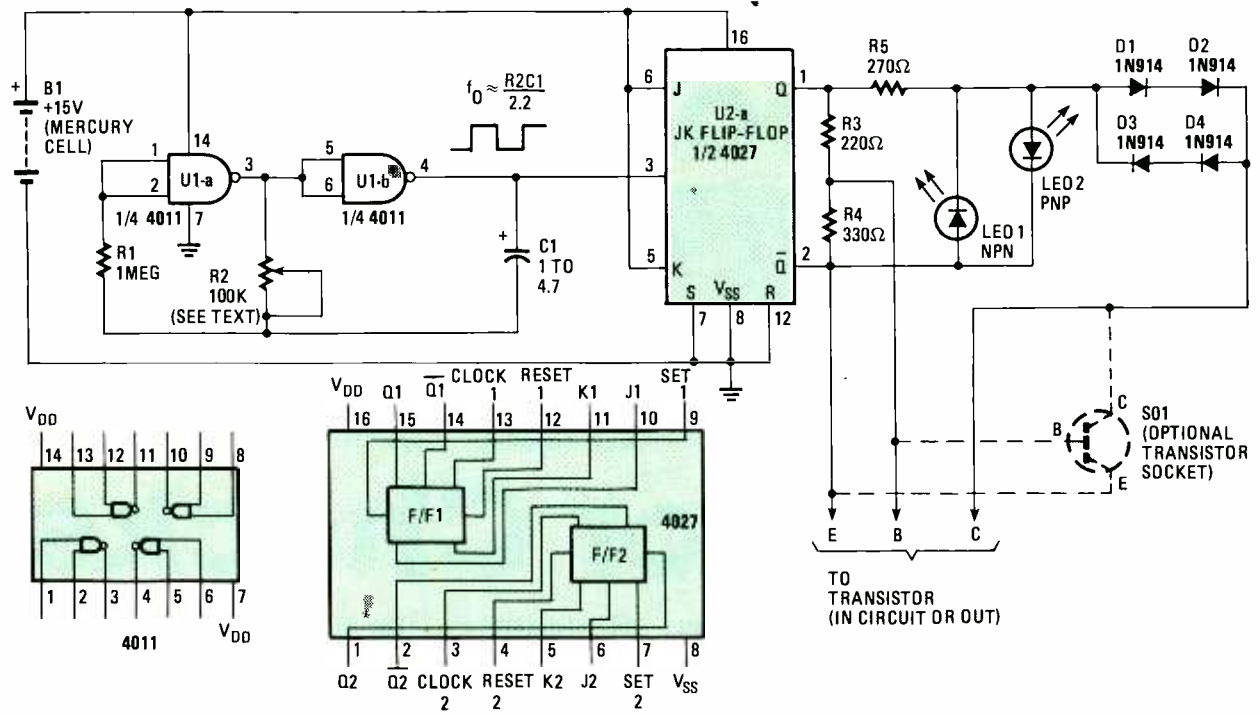 B1
+15V
(MERCURY
CELL)
+
14
1
2
U1-a
3
1/4 4011
7
R1
1MEG
R2
100K
(SEE TEXT)
5
6
U1-b
4
1/4 4011
f0 ≈ R2C1
2.2
+
C1
1 TO
4.7
16
6
J
Q
1
U2-a
JK FLIP-FLOP
1/2 4027
3
5
K
Q̅
2
S
VSS
R
7
8
12
R5
270Ω
R3
220Ω
R4
330Ω
LED1
NPN
LED2
PNP
D1
1N914
D2
1N914
D3
1N914
D4
1N914
C
B
E
S01
(OPTIONAL
TRANSISTOR
SOCKET)
E
B
C
TO
TRANSISTOR
(IN CIRCUIT OR OUT)
VDD
14 13 12 11 10 9 8
1 2 3 4 5 6 7
VDD
4011
VDD Q1 Q̅1 CLOCK 1 RESET 1 K1 J1 SET 1
16 15 14 13 12 11 10 9
F/F1
4027
F/F2
1 2 3 4 5 6 7 8
Q2 Q̅2 CLOCK RESET K2 J2 SET VSS
2 2 2